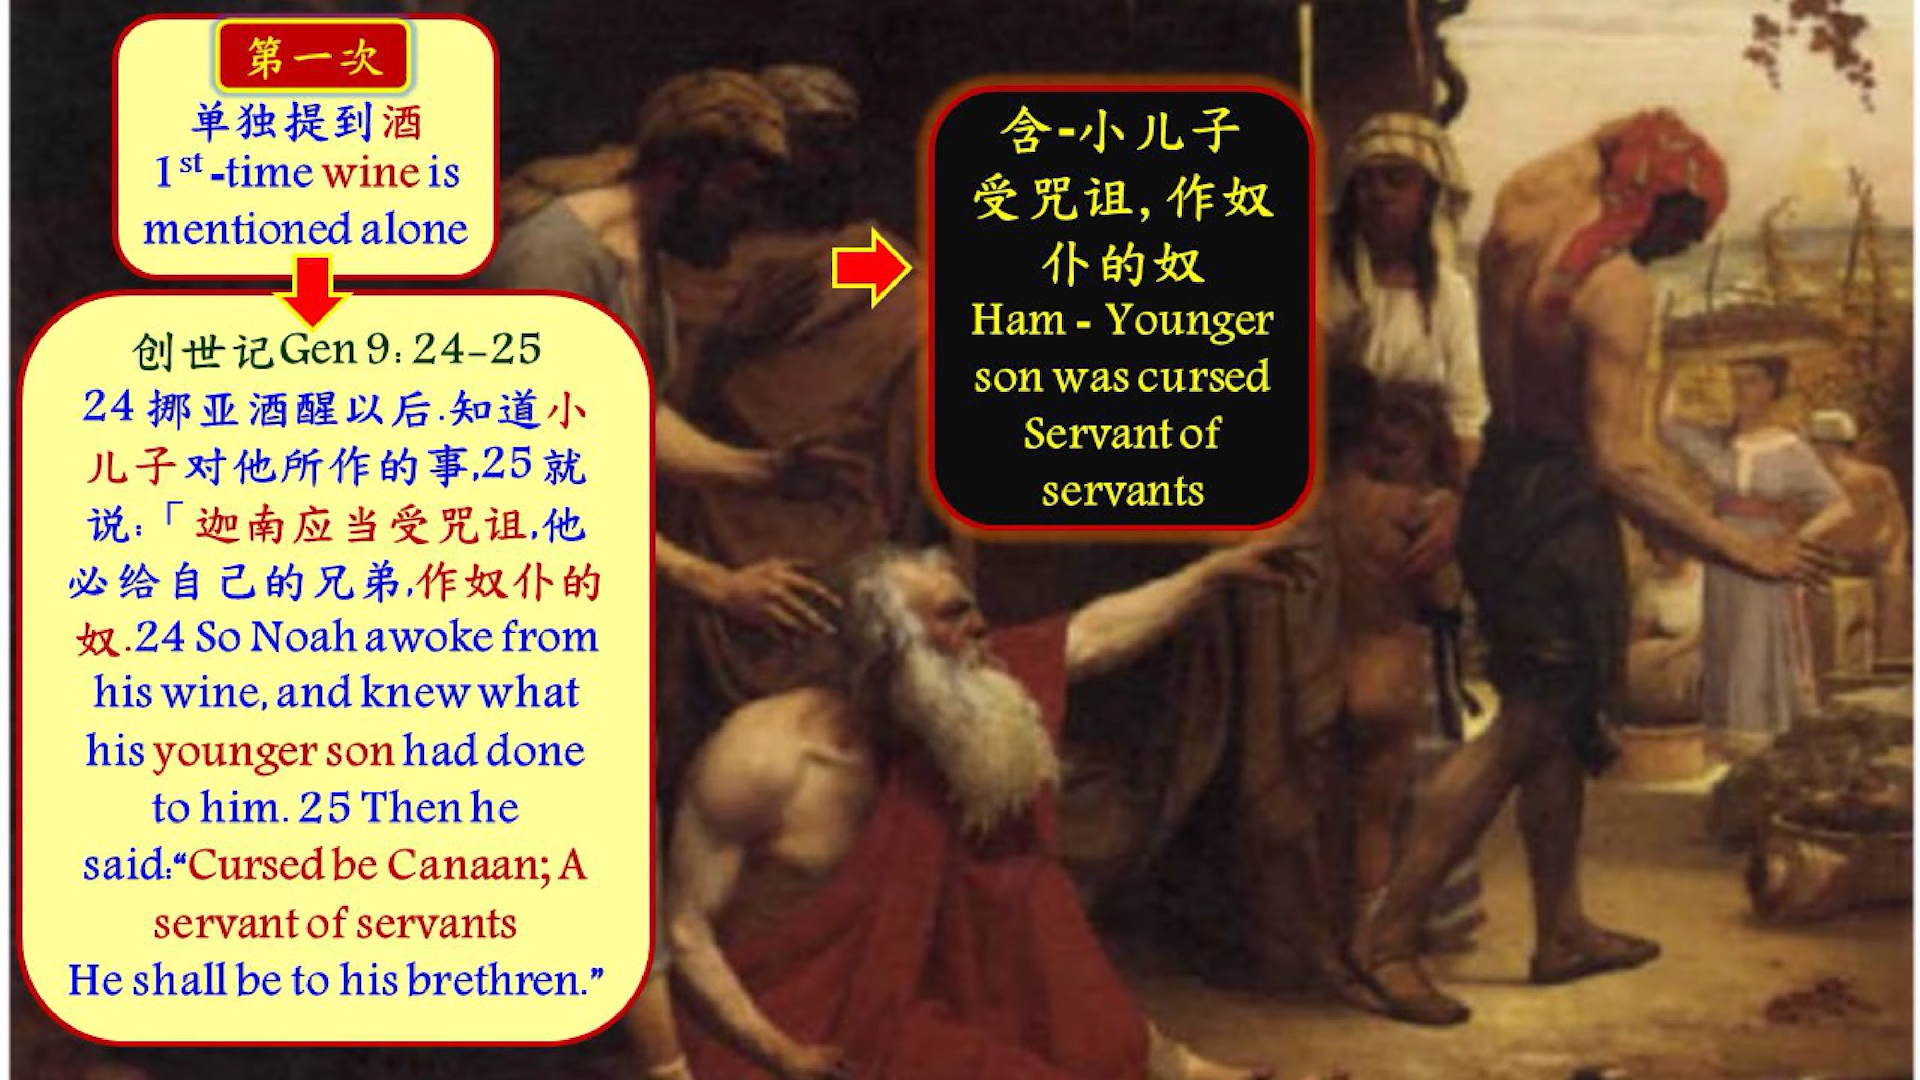 第一次
单独提到酒
1st-time wine is
mentioned alone
创世记Gen 9:24-25
24 挪亚酒醒以后.知道小
儿子对他所作的事,25 就
说:「迦南应当受咒诅,他
必给自己的兄弟,作奴仆的
奴.24 So Noah awoke from
his wine, and knew what
his younger son had done
to him. 25 Then he
said:“Cursed be Canaan; A
servant of servants
He shall be to his brethren.”
含-小儿子
受咒诅,作奴
仆的奴
Ham - Younger
son was cursed
Servant of
servants